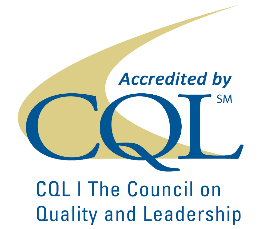 Accredited by
CQL SM
CQL | The Council on
Quality and Leadership